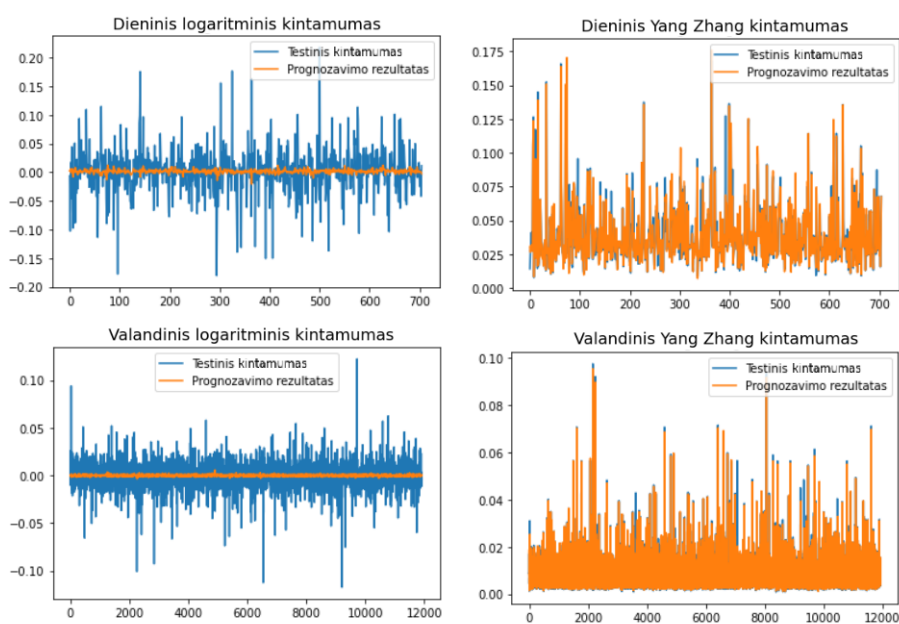 Dieninis logaritminis kintamumas
Testinis kintamumas
Prognozavimo rezultatas
0.20
0.15
0.10
0.05
0.00
−0.05
−0.10
−0.15
−0.20
0 100 200 300 400 500 600 700
Dieninis Yang Zhang kintamumas
Testinis kintamumas
Prognozavimo rezultatas
0.175
0.150
0.125
0.100
0.075
0.050
0.025
0.000
0 100 200 300 400 500 600 700
Valandinis logaritminis kintamumas
Testinis kintamumas
Prognozavimo rezultatas
0.10
0.05
0.00
−0.05
−0.10
0 2000 4000 6000 8000 10000 12000
Valandinis Yang Zhang kintamumas
Testinis kintamumas
Prognozavimo rezultatas
0.10
0.08
0.06
0.04
0.02
0.00
0 2000 4000 6000 8000 10000 12000